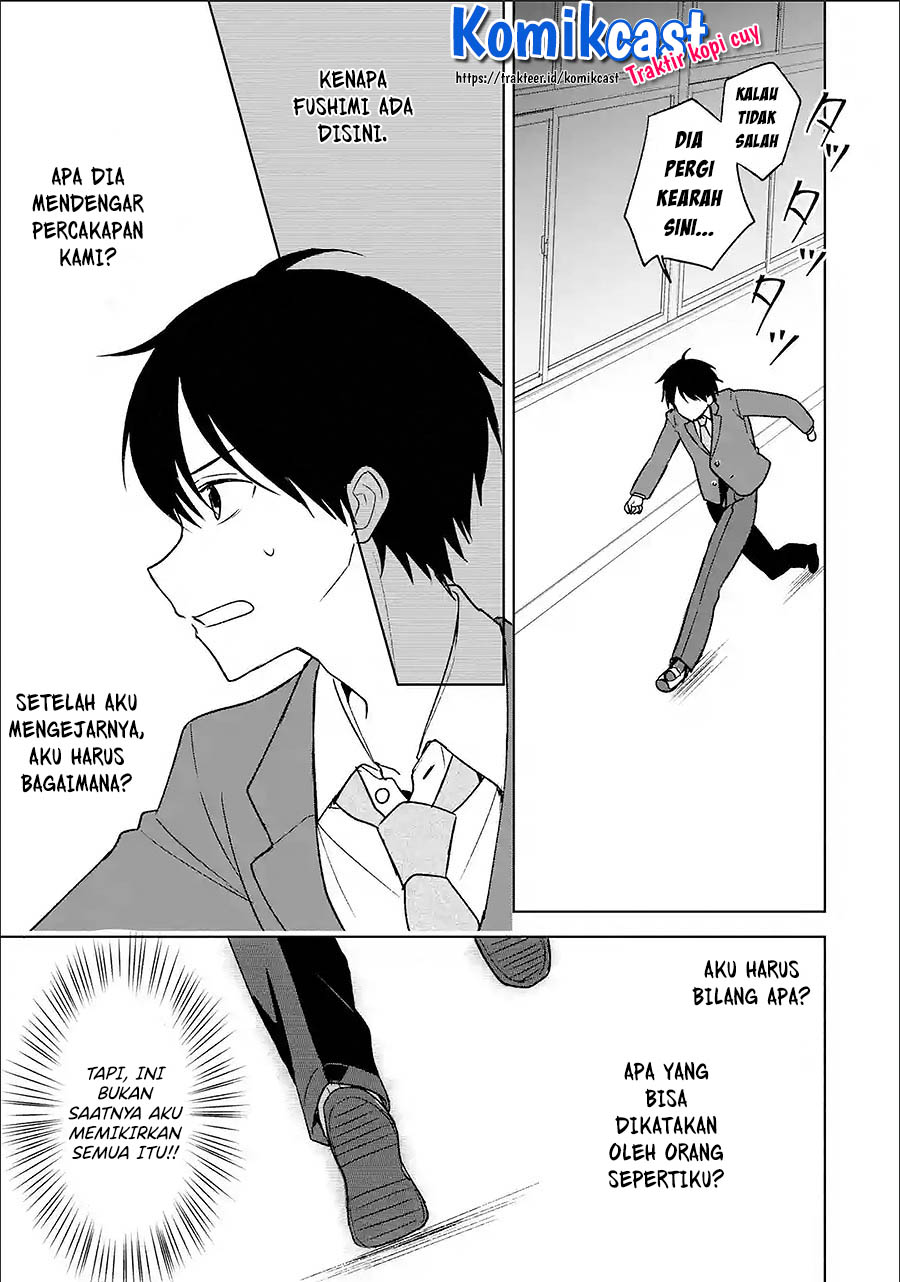 Komikcast
Traktir kopi cuy
https://trakteer.id/komikcast
KALAU
TIDAK
SALAH
DIA
PERGI
KEARAH
SINI...
タッ
タッ
タッ
タッ
KENAPA
FUSHIMI ADA
DISINI.
APA DIA
MENDENGAR
PERCAKAPAN
KAMI?
SETELAH AKU
MENGEJARNYA,
AKU HARUS
BAGAIMANA?
AKU HARUS
BILANG APA?
APA YANG
BISA
DIKATAKAN
OLEH ORANG
SEPERTIKU?
TAPI, INI
BUKAN
SAATNYA AKU
MEMIKIRKAN
SEMUA ITU!!